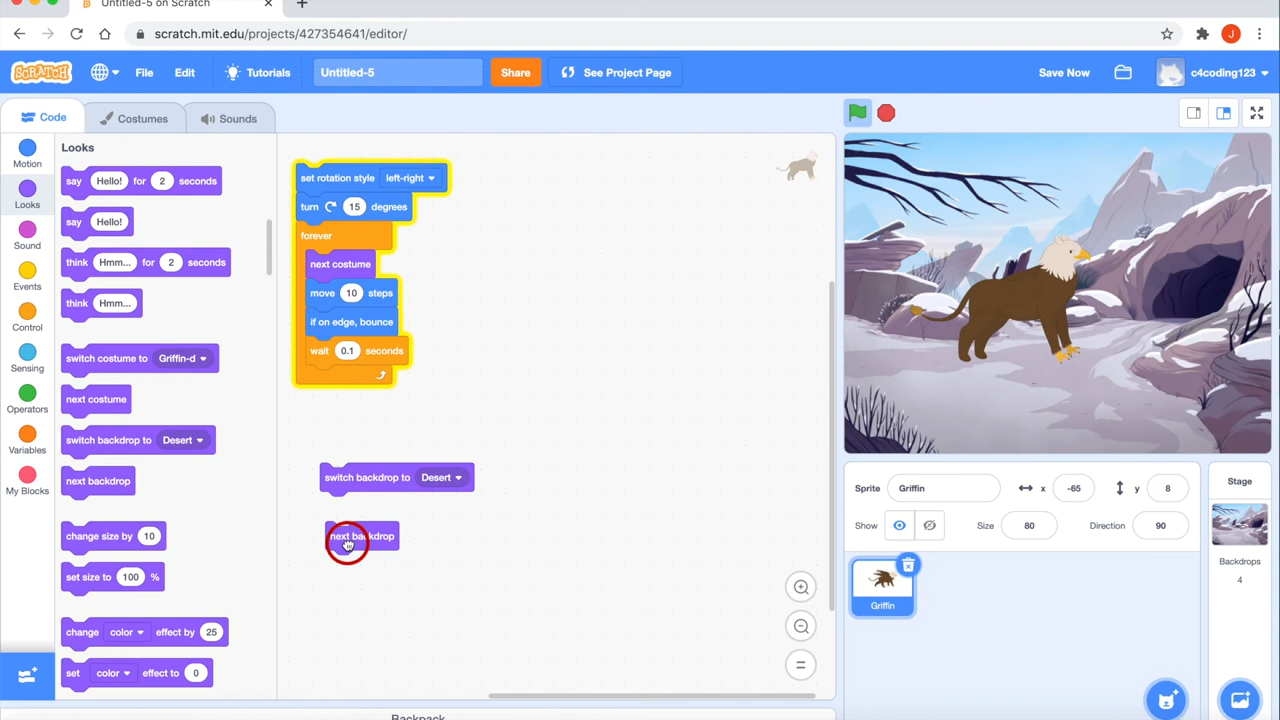 Untitled-5 on Scratch
scratch.mit.edu/projects/427354641/editor/
J
SCRATCH
File
Edit
Tutorials
Untitled-5
Share
See Project Page
Save Now
c4coding123
Code
Costumes
Sounds
Motion
Looks
Sound
Events
Control
Sensing
Operators
Variables
My Blocks
Looks
say Hello! for 2 seconds
say Hello!
think Hmm... for 2 seconds
think Hmm...
switch costume to Griffin-d
next costume
switch backdrop to Desert
next backdrop
change size by 10
set size to 100 %
change color effect by 25
set color effect to 0
set rotation style left-right
turn 15 degrees
forever
next costume
move 10 steps
if on edge, bounce
wait 0.1 seconds
switch backdrop to Desert
next backdrop
Sprite Griffin x -65 y 8
Show Size 80 Direction 90
Griffin
Stage
Backdrops
4
Backpack